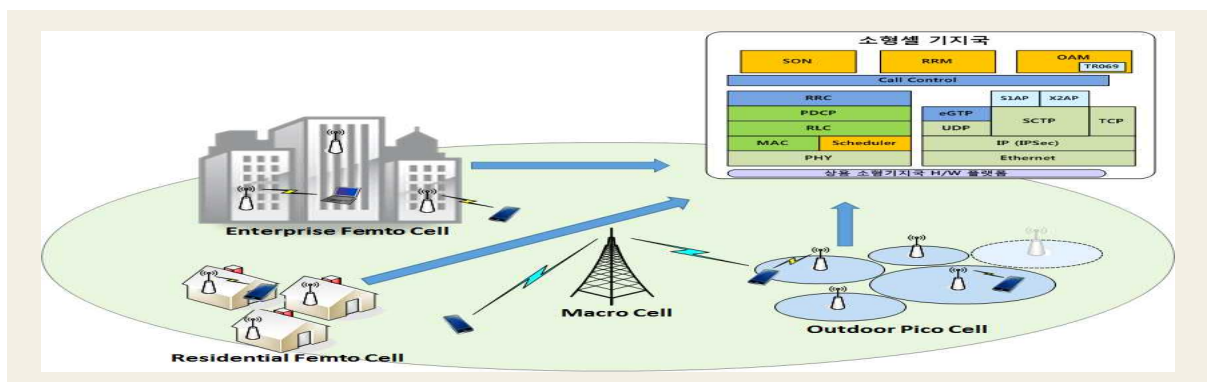 소형셀 기지국
SON RRM OAM
TR069
Call Control
RRC S1AP X2AP
PDCP eGTP SCTP TCP
RLC UDP
MAC Scheduler IP (IPSec)
PHY Ethernet
상용 소형기지국 H/W 플랫폼
Enterprise Femto Cell
Macro Cell
Outdoor Pico Cell
Residential Femto Cell